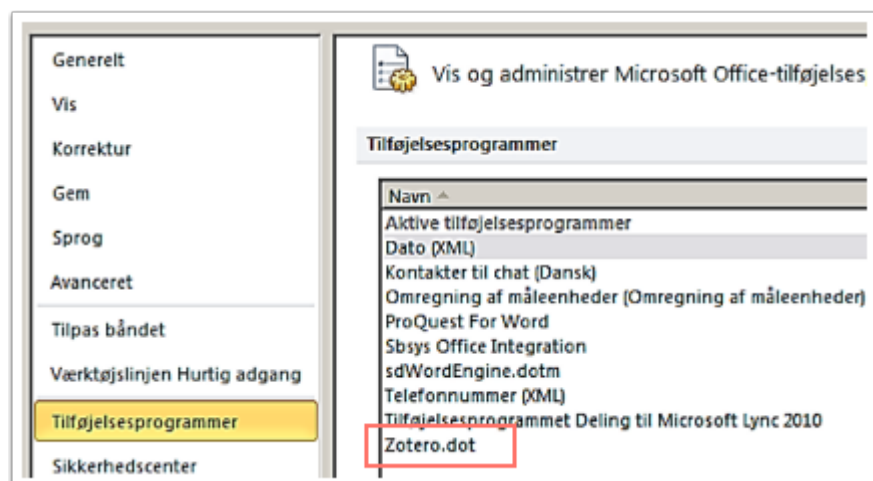 Generelt
Vis
Korrektur
Gem
Sprog
Avanceret
Tilpas båndet
Værktøjslinjen Hurtig adgang
Tilføjelsesprogrammer
Sikkerhedscenter
Vis og administrer Microsoft Office-tilføjelses
Tilføjelsesprogrammer
Navn
Aktive tilføjelsesprogrammer
Dato (XML)
Kontakter til chat (Dansk)
Omregning af måleenheder (Omregning af måleenheder)
ProQuest For Word
Sbsys Office Integration
sdWordEngine.dotm
Telefonnummer (XML)
Tilføjelsesprogrammet Deling til Microsoft Lync 2010
Zotero.dot